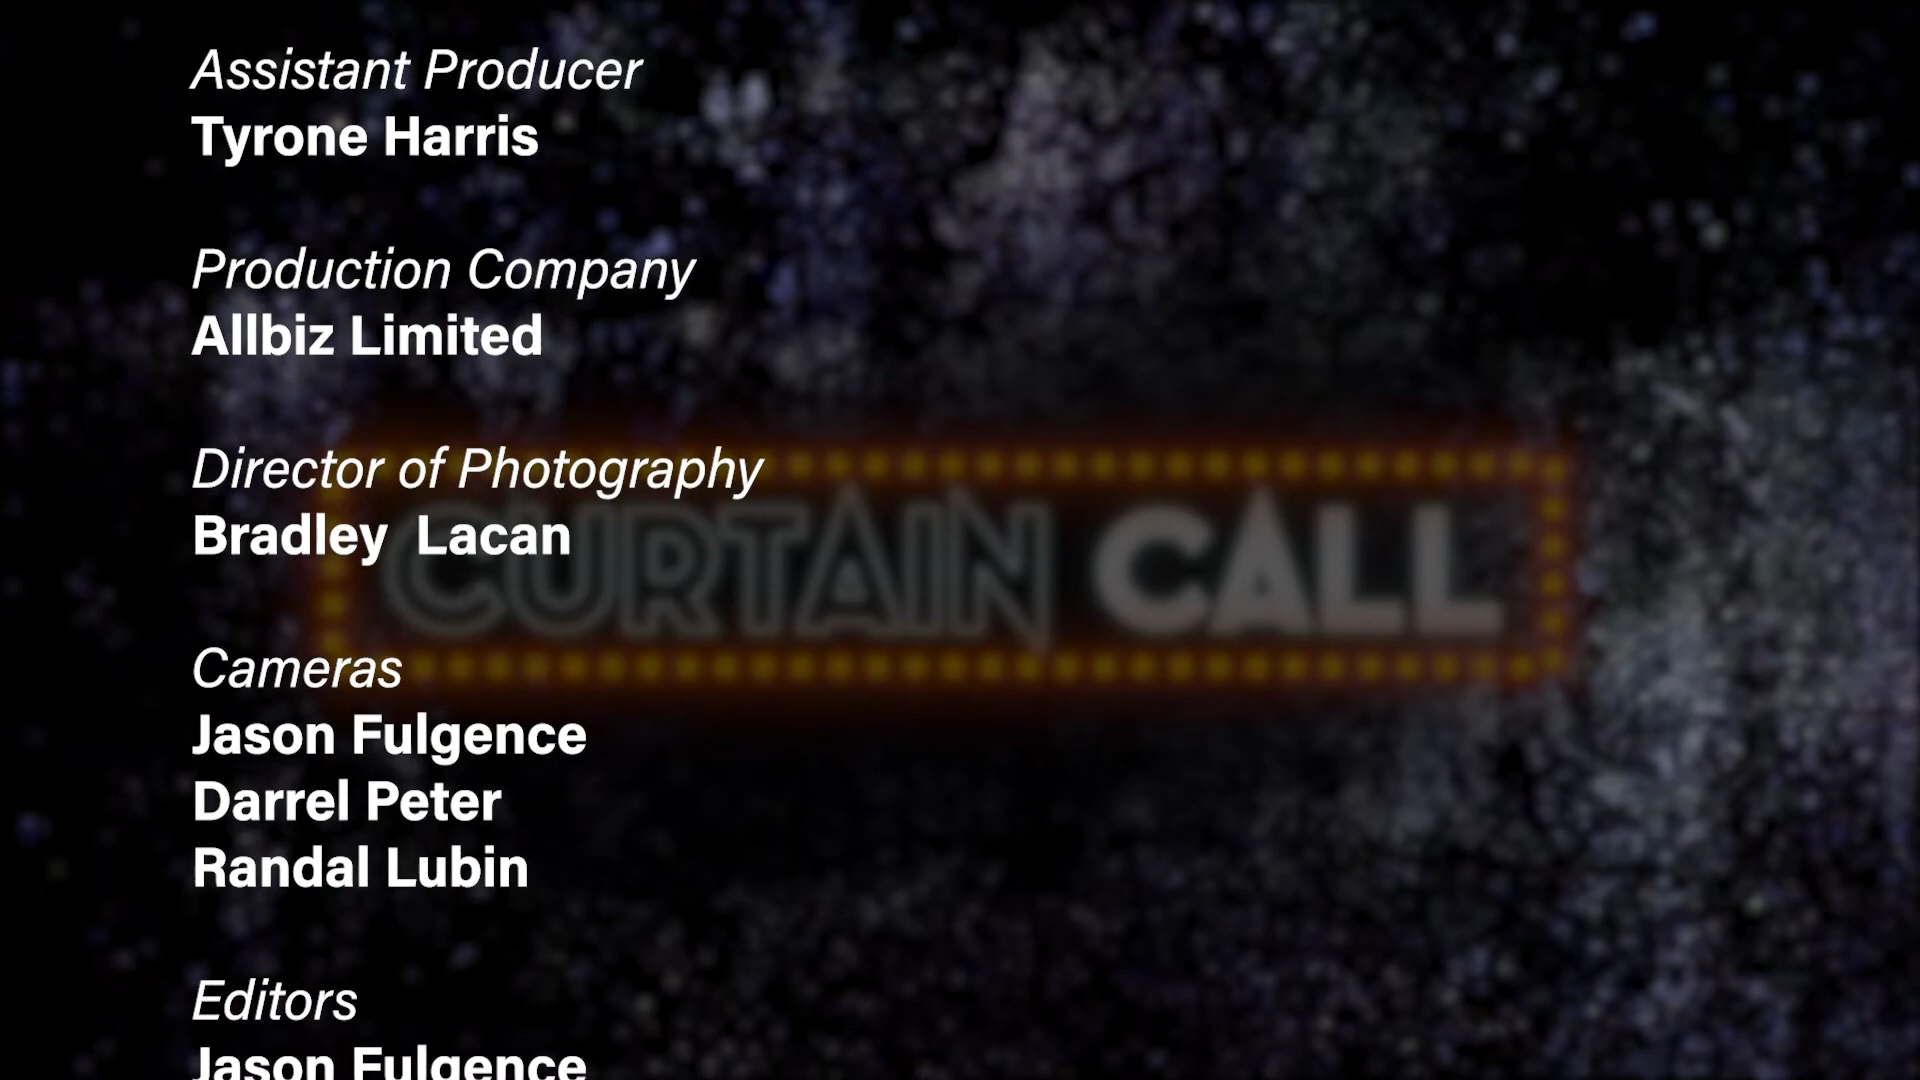 Assistant Producer
Tyrone Harris
Production Company
Allbiz Limited
Director of Photography
Bradley  Lacan
CURTAIN CALL
Cameras
Jason Fulgence
Darrel Peter
Randal Lubin
Editors
Jason Fulgence